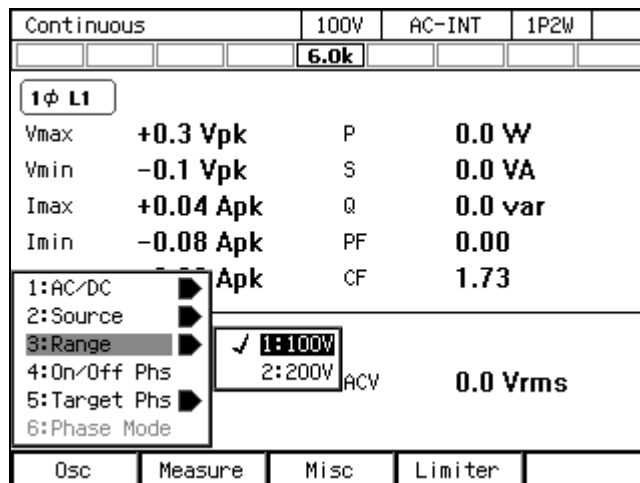 Continuous 100V AC-INT 1P2W
6.0k
1ϕ L1
Vmax +0.3 Vpk P 0.0 W
Vmin -0.1 Vpk S 0.0 VA
Imax +0.04 Apk Q 0.0 var
Imin -0.08 Apk PF 0.00
Apk CF 1.73
1:AC/DC
2:Source
3:Range ✓ 1:100V
4:On/Off Phs 2:200V ACV 0.0 Vrms
5:Target Phs
6:Phase Mode
Osc Measure Misc Limiter